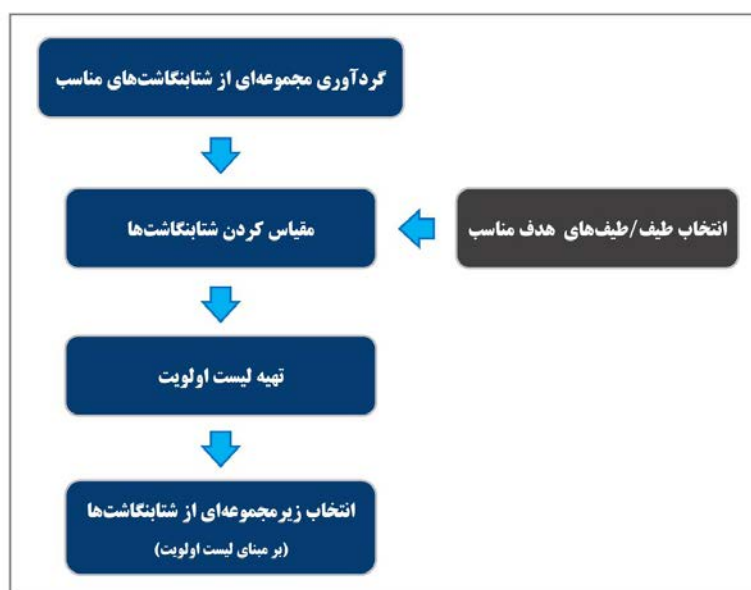 گردآوری مجموعه‌ای از شتابنگاشت‌های مناسب
مقیاس کردن شتابنگاشت‌ها
انتخاب طیف/طیف‌های هدف مناسب
تهیه لیست اولویت
انتخاب زیرمجموعه‌ای از شتابنگاشت‌ها
(بر مبنای لیست اولویت)